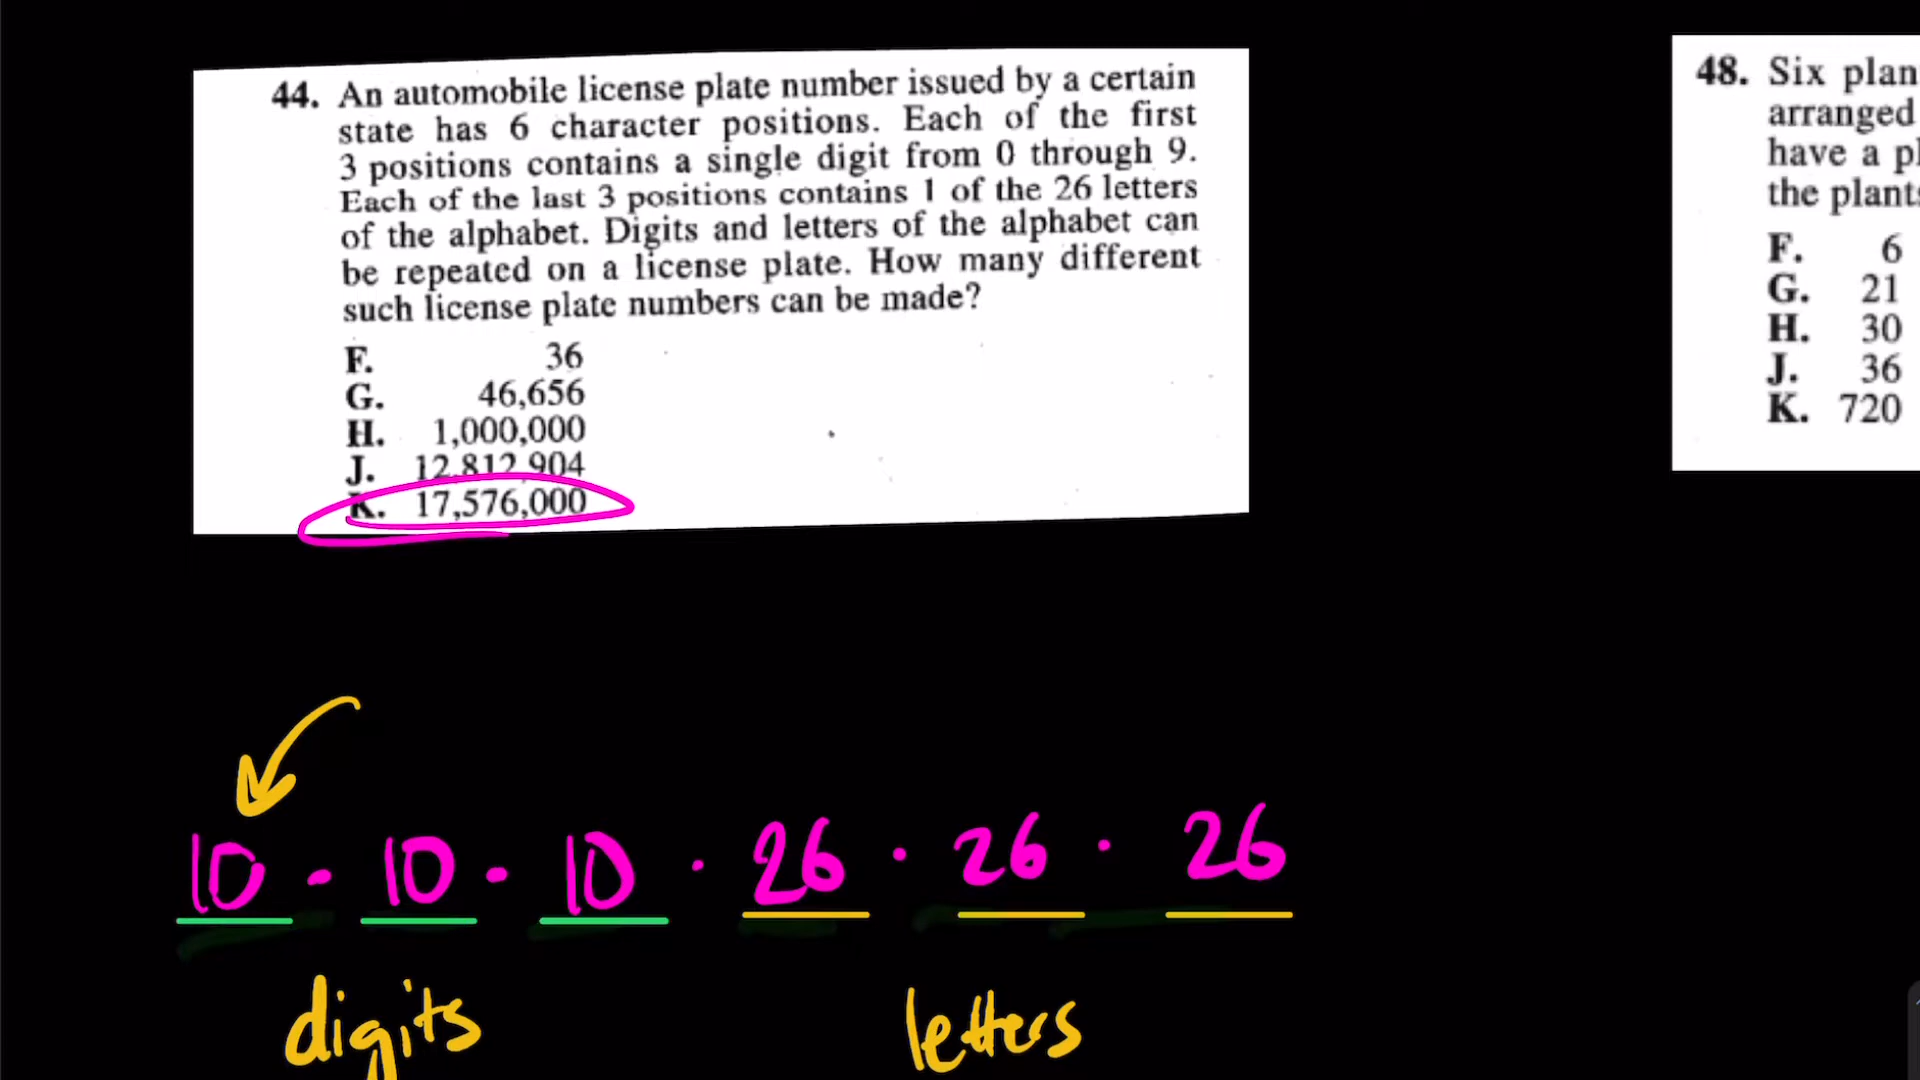 44. An automobile license plate number issued by a certain
state has 6 character positions. Each of the first
3 positions contains a single digit from 0 through 9.
Each of the last 3 positions contains 1 of the 26 letters
of the alphabet. Digits and letters of the alphabet can
be repeated on a license plate. How many different
such license plate numbers can be made?
F. 36
G. 46,656
H. 1,000,000
J. 12,812,904
K. 17,576,000
48. Six plan
arranged
have a pl
the plants
F. 6
G. 21
H. 30
J. 36
K. 720
10 · 10 · 10 · 26 · 26 · 26
digits letters